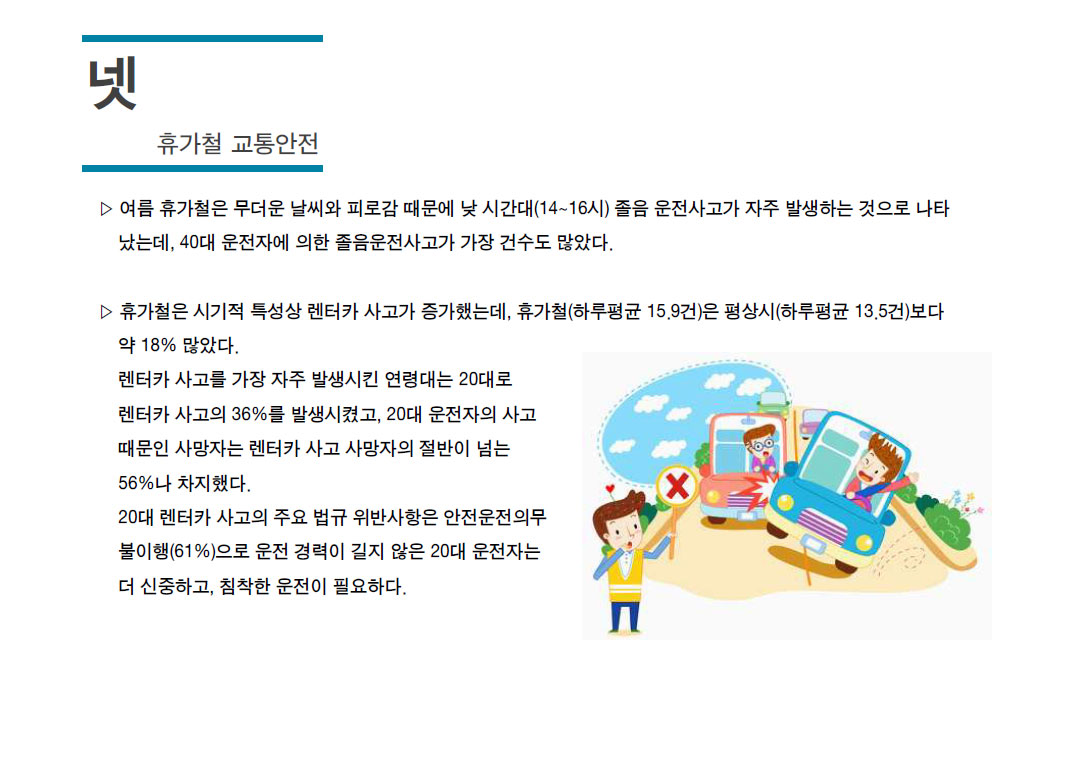 넷
휴가철 교통안전
▷ 여름 휴가철은 무더운 날씨와 피로감 때문에 낮 시간대(14~16시) 졸음 운전사고가 자주 발생하는 것으로 나타
났는데, 40대 운전자에 의한 졸음운전사고가 가장 건수도 많았다.
▷ 휴가철은 시기적 특성상 렌터카 사고가 증가했는데, 휴가철(하루평균 15.9건)은 평상시(하루평균 13.5건)보다
약 18% 많았다.
렌터카 사고를 가장 자주 발생시킨 연령대는 20대로
렌터카 사고의 36%를 발생시켰고, 20대 운전자의 사고
때문인 사망자는 렌터카 사고 사망자의 절반이 넘는
56%나 차지했다.
20대 렌터카 사고의 주요 법규 위반사항은 안전운전의무
불이행(61%)으로 운전 경력이 길지 않은 20대 운전자는
더 신중하고, 침착한 운전이 필요하다.